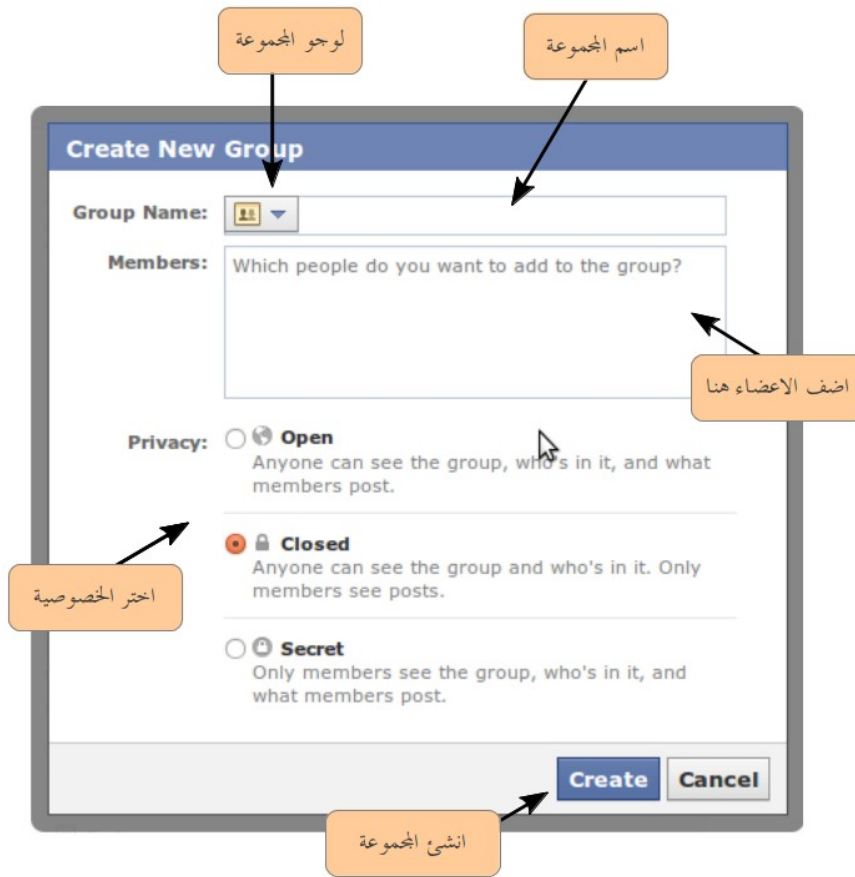 لوجو المجموعة
اسم المجموعة
Create New Group
Group Name:
Members:
Which people do you want to add to the group?
اضف الاعضاء هنا
Privacy:
Open
Anyone can see the group, who's in it, and what
members post.
Closed
Anyone can see the group and who's in it. Only
members see posts.
اختر الخصوصية
Secret
Only members see the group, who's in it, and
what members post.
Create
Cancel
انشئ المجموعة